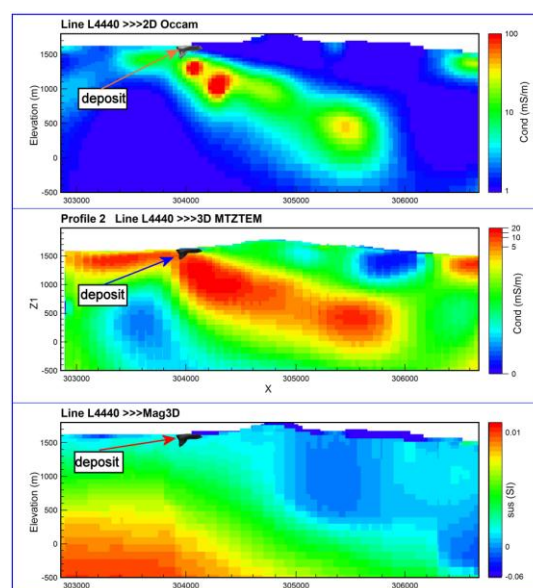 Line L4440 >>>2D Occam
1500
1000
500
0
-500
Elevation (m)
deposit
303000
304000
305000
306000
100
10
1
Cond (mS/m)
Profile 2 Line L4440 >>>3D MTZTEM
1500
1000
500
0
-500
Z1
deposit
303000
304000
305000
306000
X
20
10
5
0
Cond (mS/m)
Line L4440 >>>Mag3D
1500
1000
500
0
-500
Elevation (m)
deposit
303000
304000
305000
306000
0.01
-0.06
sus (SI)